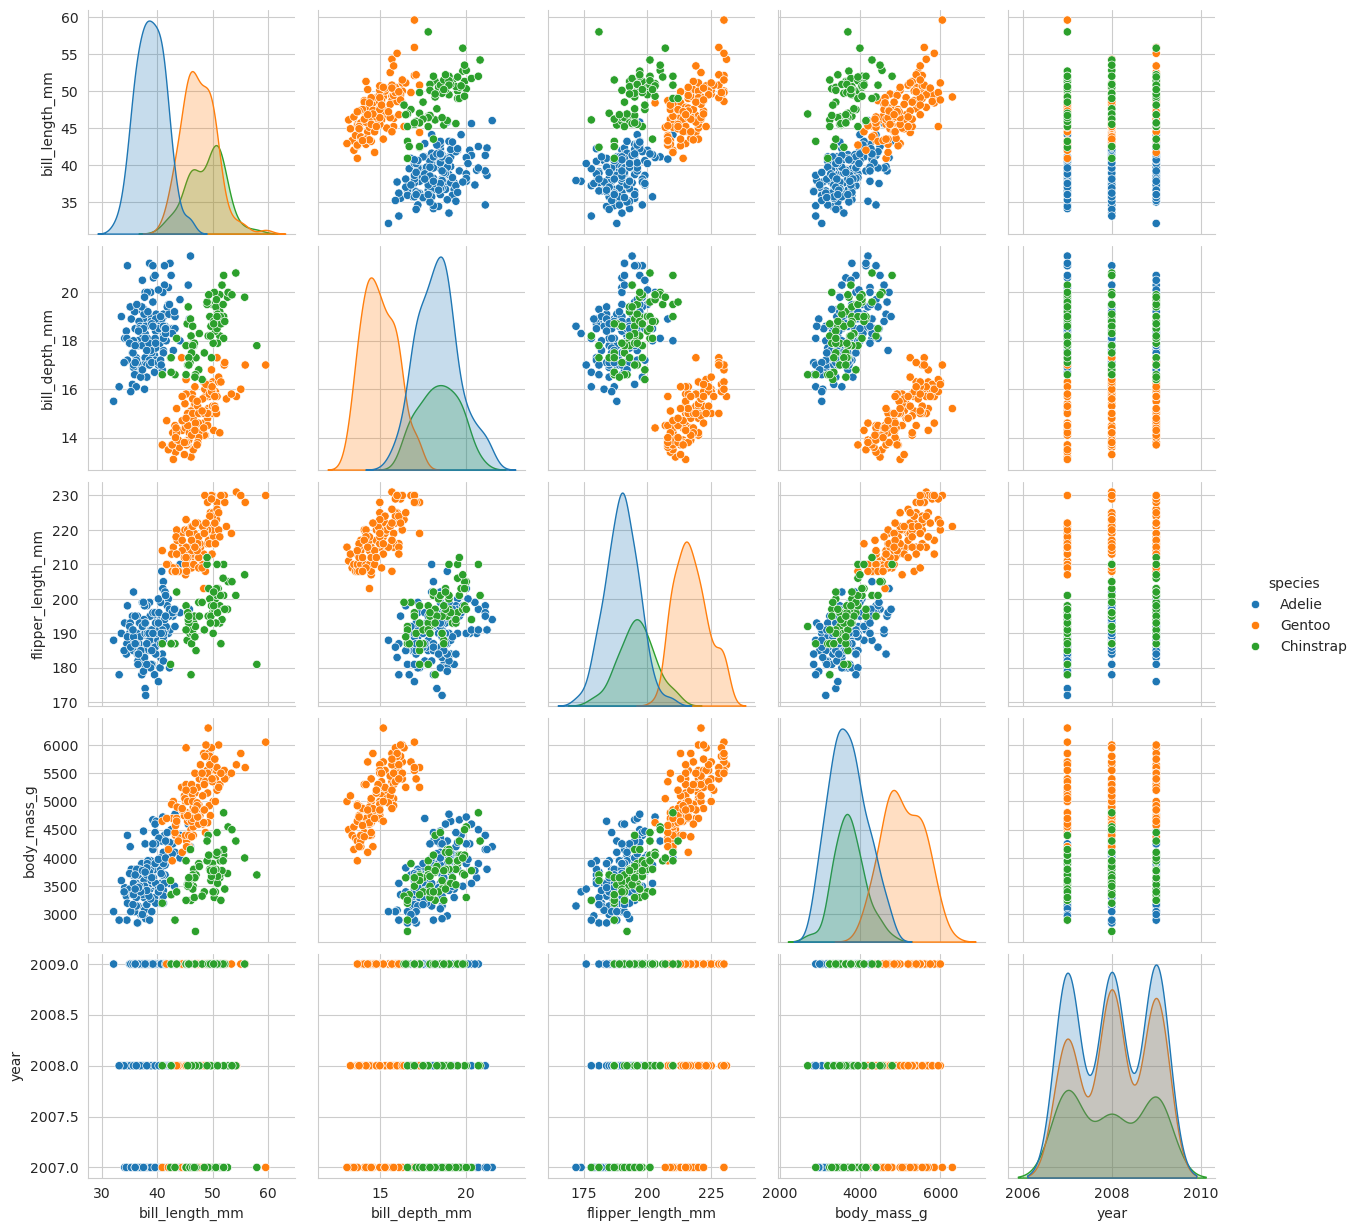 60
55
50
45
40
35
bill_length_mm
20
18
16
14
bill_depth_mm
230
220
210
200
190
180
170
flipper_length_mm
species
Adelie
Gentoo
Chinstrap
6000
5500
5000
4500
4000
3500
3000
body_mass_g
2009.0
2008.5
2008.0
2007.5
2007.0
year
30 40 50 60
15 20
175 200 225
2000 4000 6000
2006 2008 2010
bill_length_mm bill_depth_mm flipper_length_mm body_mass_g year